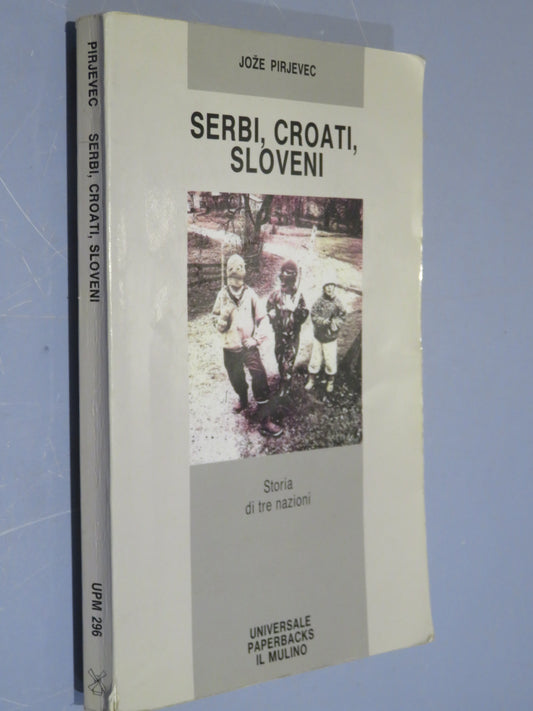 PIRJEVEC SERBI, CROATI, SLOVENI UPM 296
JOŽE PIRJEVEC
SERBI, CROATI,
SLOVENI
Storia
di tre nazioni
UNIVERSALE
PAPERBACKS
IL MULINO